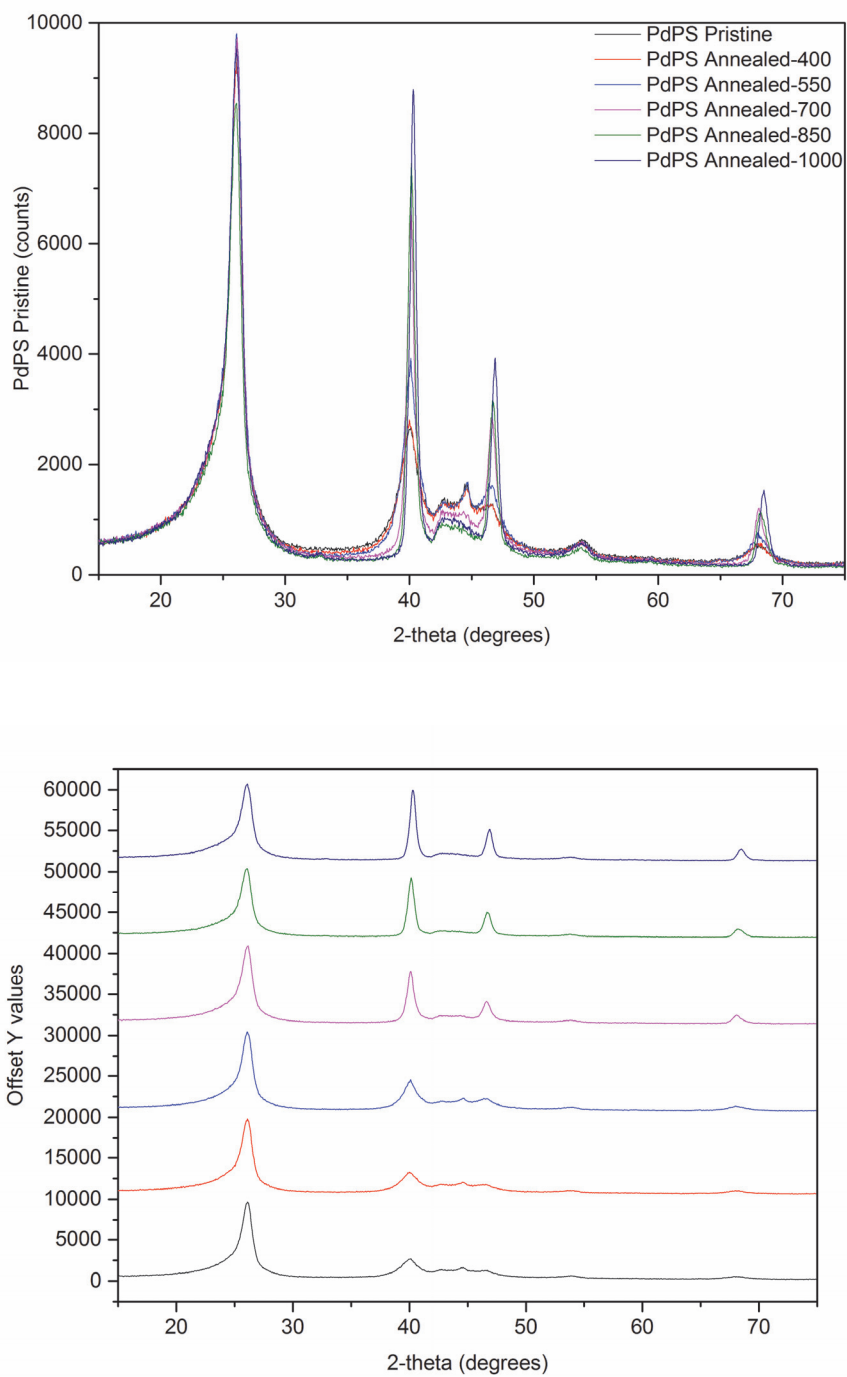 10000
8000
6000
4000
2000
0
PdPS Pristine (counts)
PdPS Pristine
PdPS Annealed-400
PdPS Annealed-550
PdPS Annealed-700
PdPS Annealed-850
PdPS Annealed-1000
20 30 40 50 60 70
2-theta (degrees)
60000
55000
50000
45000
40000
35000
30000
25000
20000
15000
10000
5000
0
Offset Y values
20 30 40 50 60 70
2-theta (degrees)